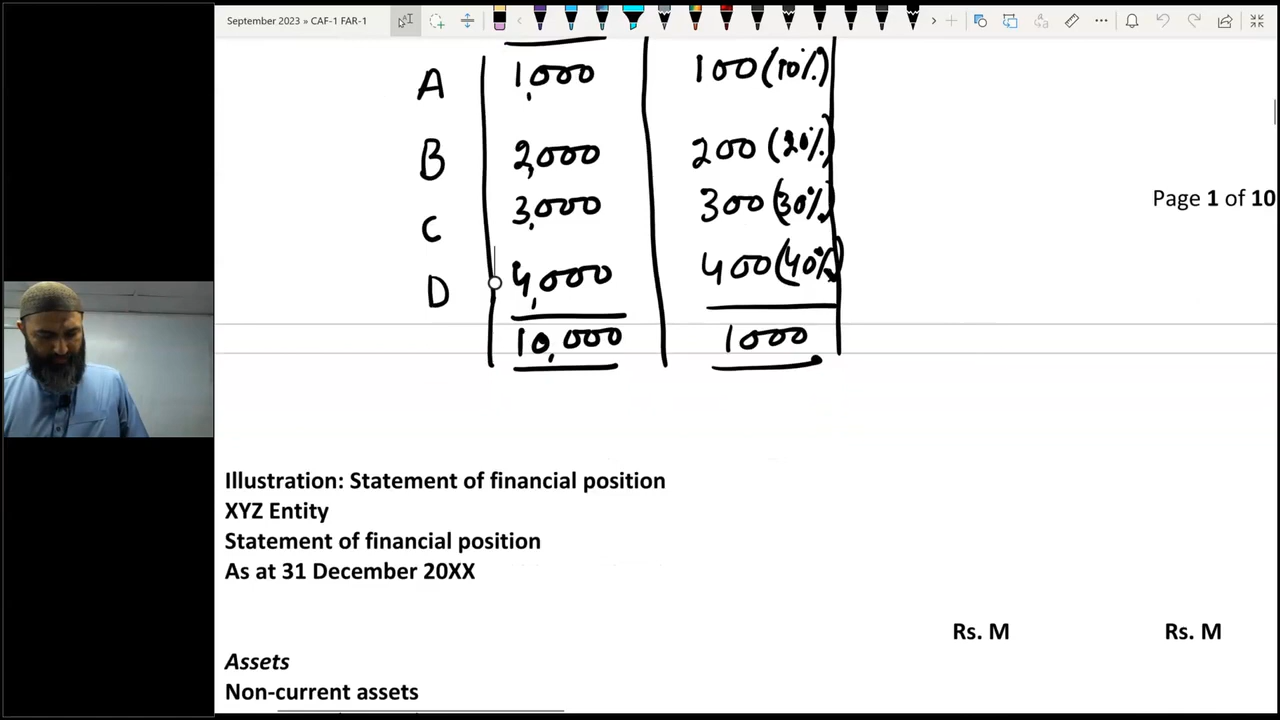 September 2023 » CAF-1 FAR-1
A 1,000 100 (10%)
B 2,000 200 (20%)
C 3,000 300 (30%)
D 4,000 400 (40%)
10,000 1000
Page 1 of 10
Illustration: Statement of financial position
XYZ Entity
Statement of financial position
As at 31 December 20XX
Rs. M Rs. M
Assets
Non-current assets